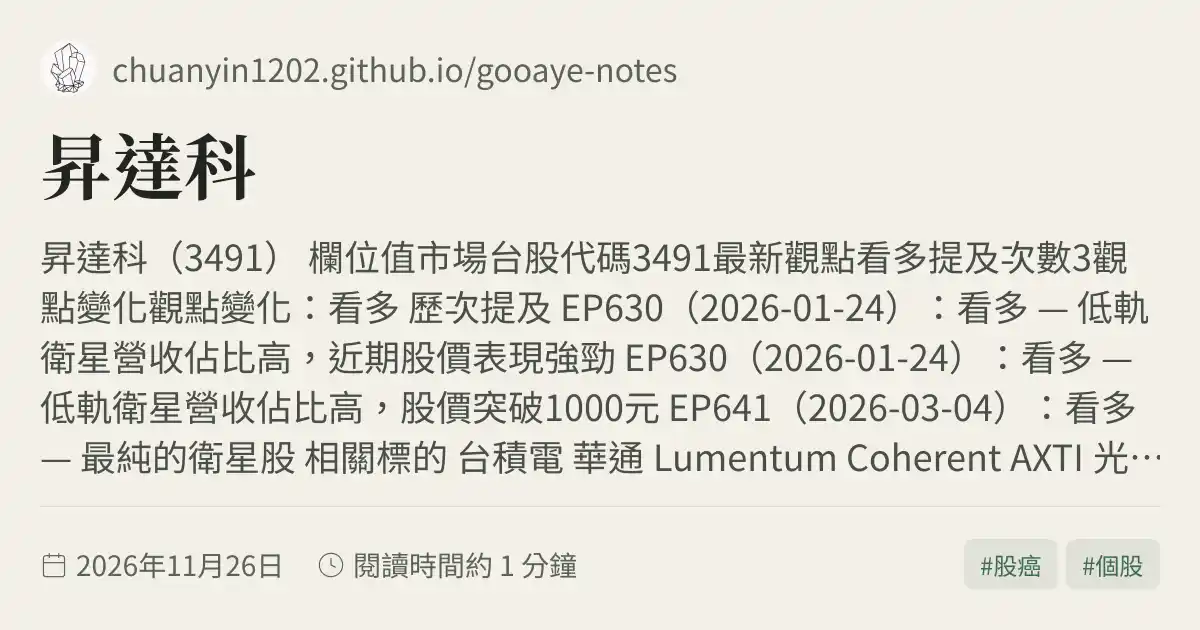 chuanyin1202.github.io/gooaye-notes
昇達科
昇達科（3491） 欄位值市場台股代碼3491最新觀點看多提及次數3觀
點變化觀點變化：看多 歷次提及 EP630（2026-01-24）：看多 — 低軌
衛星營收佔比高，近期股價表現強勁 EP630（2026-01-24）：看多 —
低軌衛星營收佔比高，股價突破1000元 EP641（2026-03-04）：看多
— 最純的衛星股 相關標的 台積電 華通 Lumentum Coherent AXTI 光…
2026年11月26日 閱讀時間約 1 分鐘 #股癌 #個股